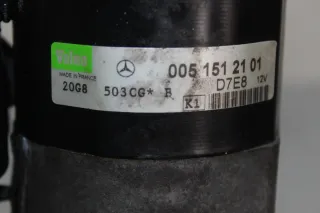 Valeo
005 151 21 01
MADE IN FRANCE
D7E8 12V
20G8 503CG* B
K1